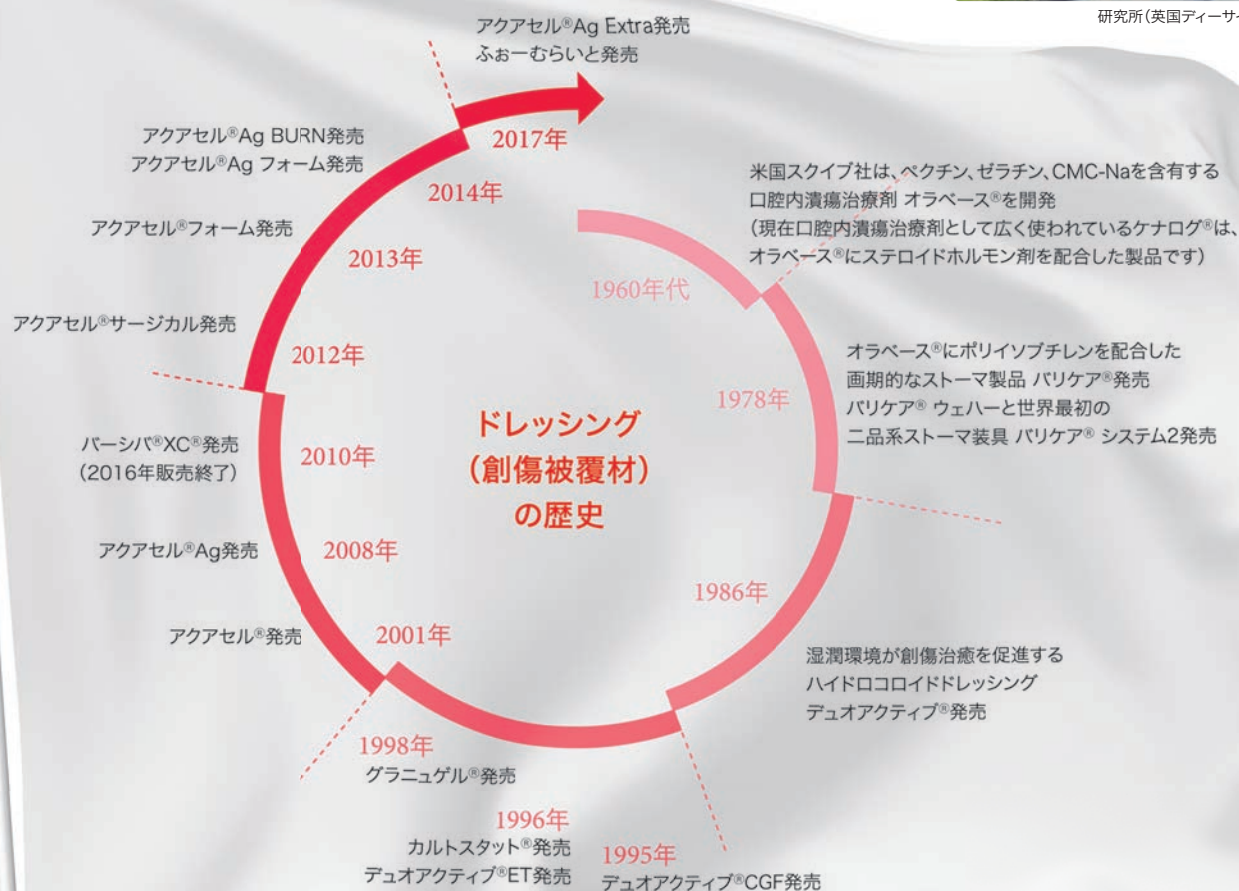 研究所（英国ディーサイ
ドレッシング
（創傷被覆材）
の歴史
1960年代
米国スクイブ社は、ペクチン、ゼラチン、CMC-Naを含有する
口腔内潰瘍治療剤 オラベース®を開発
（現在口腔内潰瘍治療剤として広く使われているケナログ®は、
オラベース®にステロイドホルモン剤を配合した製品です）
1978年
オラベース®にポリイソブチレンを配合した
画期的なストーマ製品 バリケア®発売
バリケア® ウェハーと世界最初の
二品系ストーマ装具 バリケア® システム2発売
1986年
湿潤環境が創傷治癒を促進する
ハイドロコロイドドレッシング
デュオアクティブ®発売
1995年
デュオアクティブ®CGF発売
1996年
カルトスタット®発売
デュオアクティブ®ET発売
1998年
グラニュゲル®発売
2001年
アクアセル®発売
2008年
アクアセル®Ag発売
2010年
バーシバ®XC®発売
（2016年販売終了）
2012年
アクアセル®サージカル発売
2013年
アクアセル®フォーム発売
2014年
アクアセル®Ag BURN発売
アクアセル®Ag フォーム発売
2017年
アクアセル®Ag Extra発売
ふぉーむらいと発売